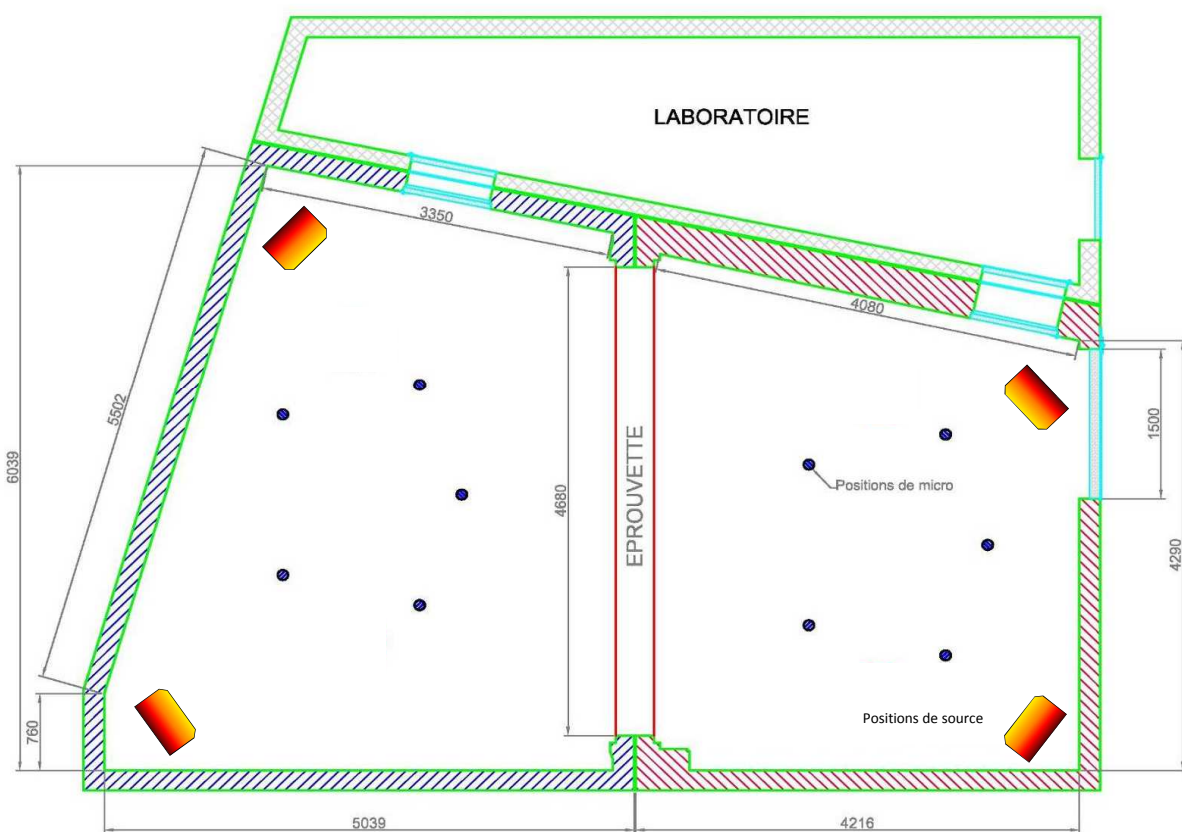 LABORATOIRE
3350
4080
5502
6039
4680
EPROUVETTE
1500
Positions de micro
4290
760
Positions de source
5039
4216